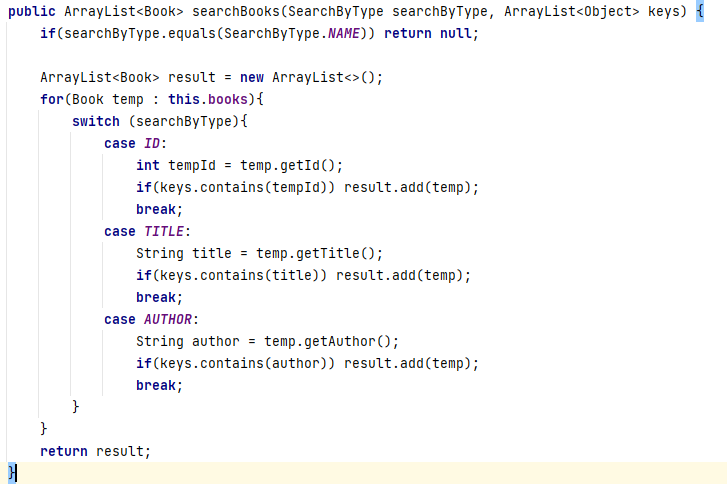 public ArrayList<Book> searchBooks(SearchByType searchByType, ArrayList<Object> keys) {
    if(searchByType.equals(SearchByType.NAME)) return null;

    ArrayList<Book> result = new ArrayList<>();
    for(Book temp : this.books){
        switch (searchByType){
            case ID:
                int tempId = temp.getId();
                if(keys.contains(tempId)) result.add(temp);
                break;
            case TITLE:
                String title = temp.getTitle();
                if(keys.contains(title)) result.add(temp);
                break;
            case AUTHOR:
                String author = temp.getAuthor();
                if(keys.contains(author)) result.add(temp);
                break;
        }
    }
    return result;
}